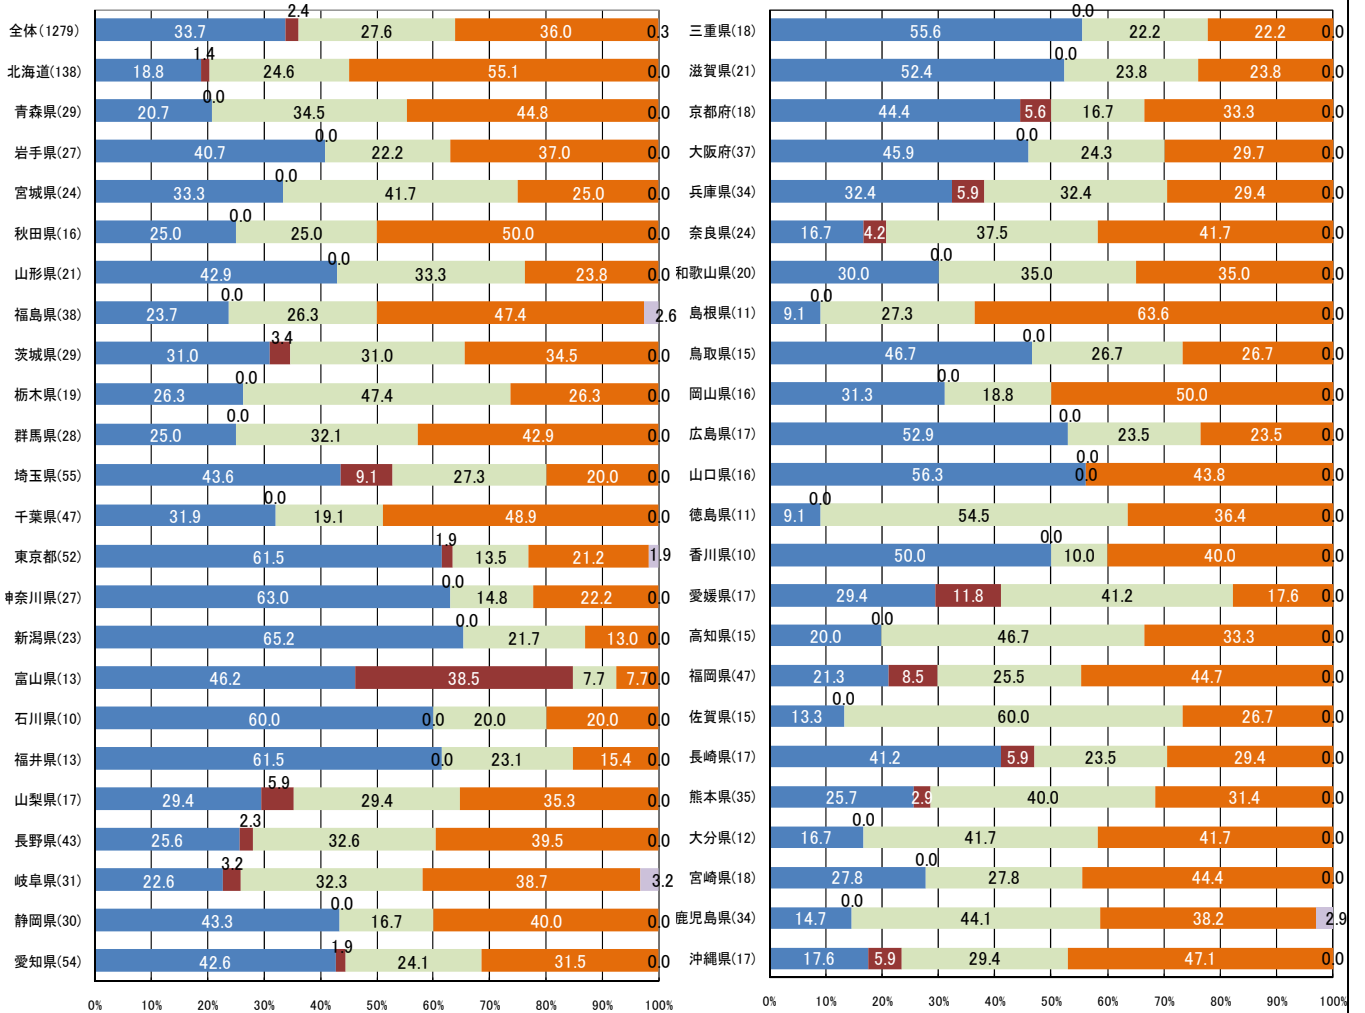 2.4
全体(1279) 33.7 27.6 36.0 0.3
1.4
北海道(138) 18.8 24.6 55.1 0.0
0.0
青森県(29) 20.7 34.5 44.8 0.0
0.0
岩手県(27) 40.7 22.2 37.0 0.0
0.0
宮城県(24) 33.3 41.7 25.0 0.0
0.0
秋田県(16) 25.0 25.0 50.0 0.0
0.0
山形県(21) 42.9 33.3 23.8 0.0
0.0
福島県(38) 23.7 26.3 47.4 2.6
3.4
茨城県(29) 31.0 31.0 34.5 0.0
0.0
栃木県(19) 26.3 47.4 26.3 0.0
0.0
群馬県(28) 25.0 32.1 42.9 0.0
埼玉県(55) 43.6 9.1 27.3 20.0 0.0
0.0
千葉県(47) 31.9 19.1 48.9 0.0
1.9
東京都(52) 61.5 13.5 21.2 1.9
0.0
神奈川県(27) 63.0 14.8 22.2 0.0
0.0
新潟県(23) 65.2 21.7 13.0 0.0
富山県(13) 46.2 38.5 7.7 7.7 0.0
石川県(10) 60.0 0.0 20.0 20.0 0.0
福井県(13) 61.5 0.0 23.1 15.4 0.0
5.9
山梨県(17) 29.4 29.4 35.3 0.0
2.3
長野県(43) 25.6 32.6 39.5 0.0
3.2
岐阜県(31) 22.6 32.3 38.7 3.2
0.0
静岡県(30) 43.3 16.7 40.0 0.0
1.9
愛知県(54) 42.6 24.1 31.5 0.0
0% 10% 20% 30% 40% 50% 60% 70% 80% 90% 100%
0.0
三重県(18) 55.6 22.2 22.2 0.0
0.0
滋賀県(21) 52.4 23.8 23.8 0.0
京都府(18) 44.4 5.6 16.7 33.3 0.0
0.0
大阪府(37) 45.9 24.3 29.7 0.0
兵庫県(34) 32.4 5.9 32.4 29.4 0.0
奈良県(24) 16.7 4.2 37.5 41.7 0.0
0.0
和歌山県(20) 30.0 35.0 35.0 0.0
0.0
島根県(11) 9.1 27.3 63.6 0.0
0.0
鳥取県(15) 46.7 26.7 26.7 0.0
0.0
岡山県(16) 31.3 18.8 50.0 0.0
0.0
広島県(17) 52.9 23.5 23.5 0.0
0.0
山口県(16) 56.3 0.0 43.8 0.0
0.0
徳島県(11) 9.1 54.5 36.4 0.0
0.0
香川県(10) 50.0 10.0 40.0 0.0
愛媛県(17) 29.4 11.8 41.2 17.6 0.0
0.0
高知県(15) 20.0 46.7 33.3 0.0
福岡県(47) 21.3 8.5 25.5 44.7 0.0
0.0
佐賀県(15) 13.3 60.0 26.7 0.0
長崎県(17) 41.2 5.9 23.5 29.4 0.0
熊本県(35) 25.7 2.9 40.0 31.4 0.0
0.0
大分県(12) 16.7 41.7 41.7 0.0
0.0
宮崎県(18) 27.8 27.8 44.4 0.0
0.0
鹿児島県(34) 14.7 44.1 38.2 2.9
沖縄県(17) 17.6 5.9 29.4 47.1 0.0
0% 10% 20% 30% 40% 50% 60% 70% 80% 90% 100%